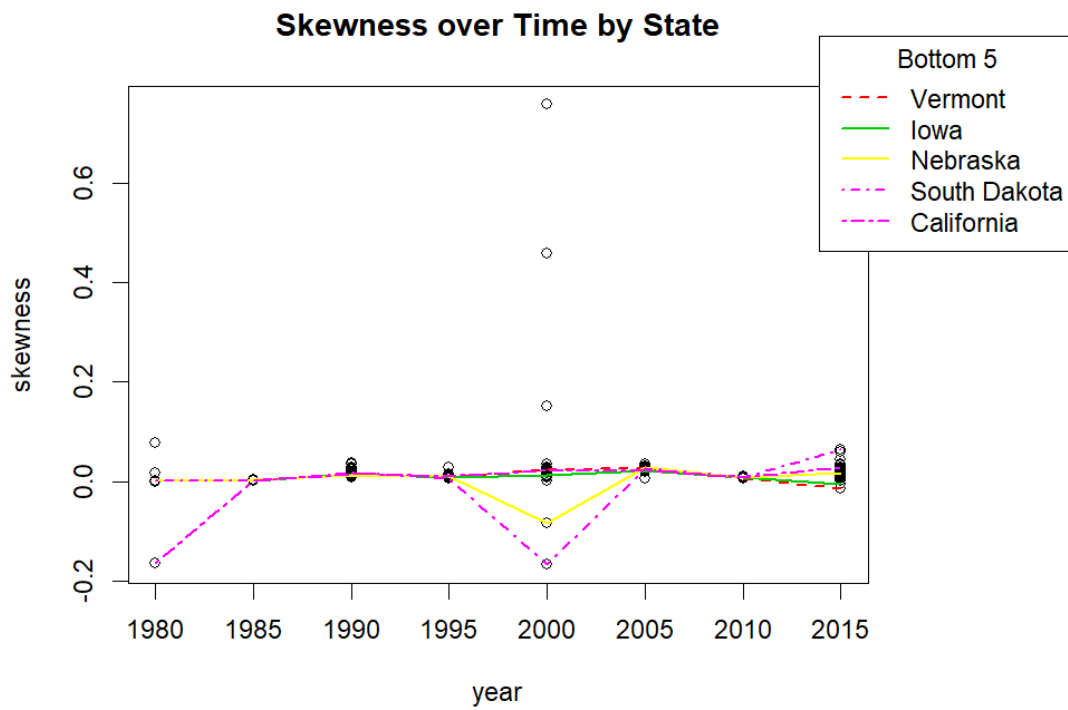 Skewness over Time by State
Bottom 5
Vermont
Iowa
Nebraska
South Dakota
California
skewness
0.6
0.4
0.2
0.0
-0.2
1980 1985 1990 1995 2000 2005 2010 2015
year